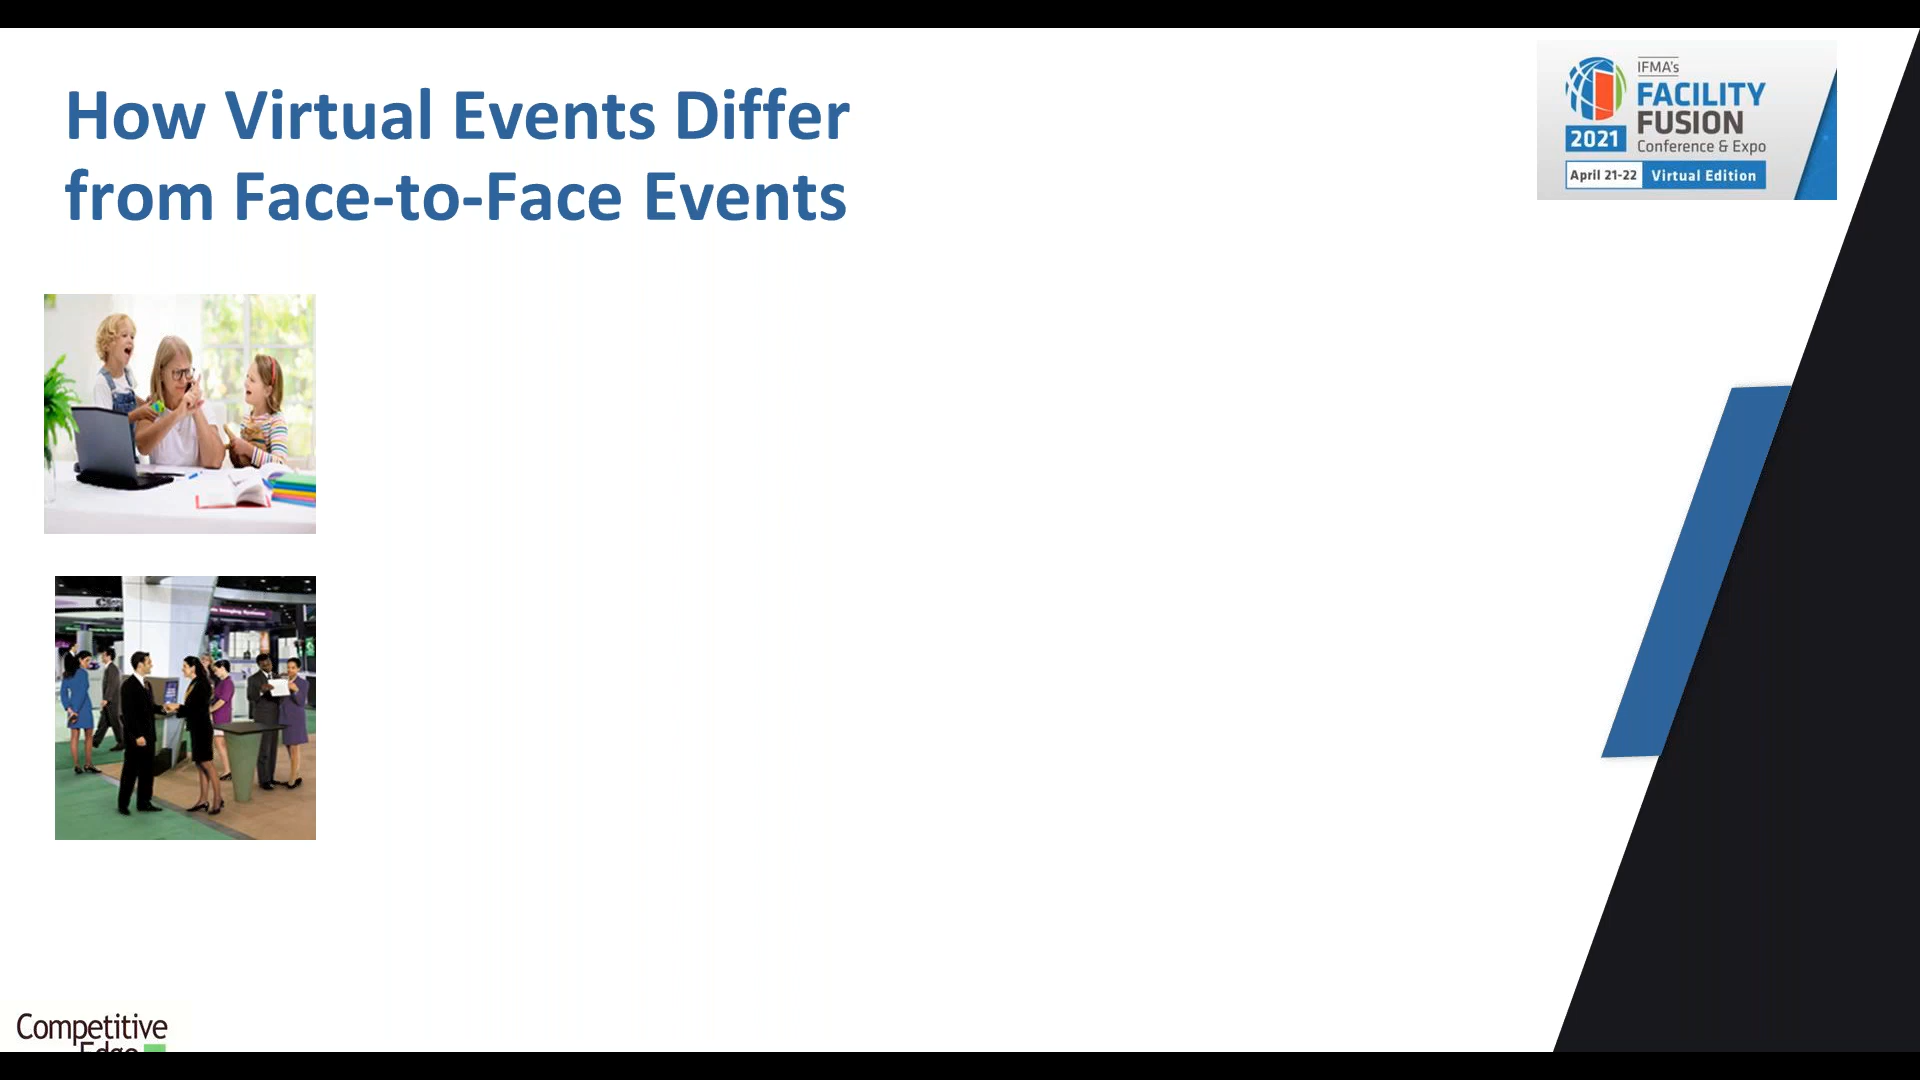 How Virtual Events Differ
from Face-to-Face Events
IFMA's
FACILITY
FUSION
2021
Conference & Expo
April 21-22 Virtual Edition
Competitive
Edge